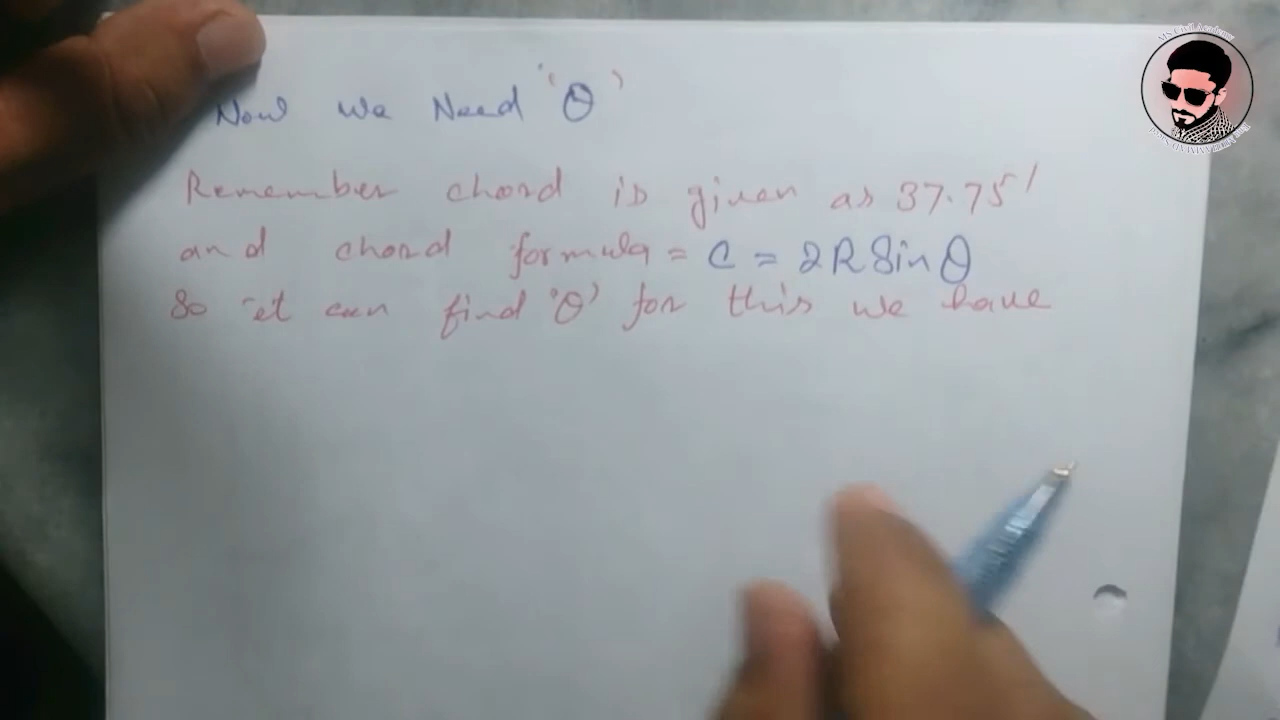 Now we Need 'θ'
Remember chord is given as 37.75'
and chord formula = C = 2R Sin θ
So it can find 'θ' for this we have